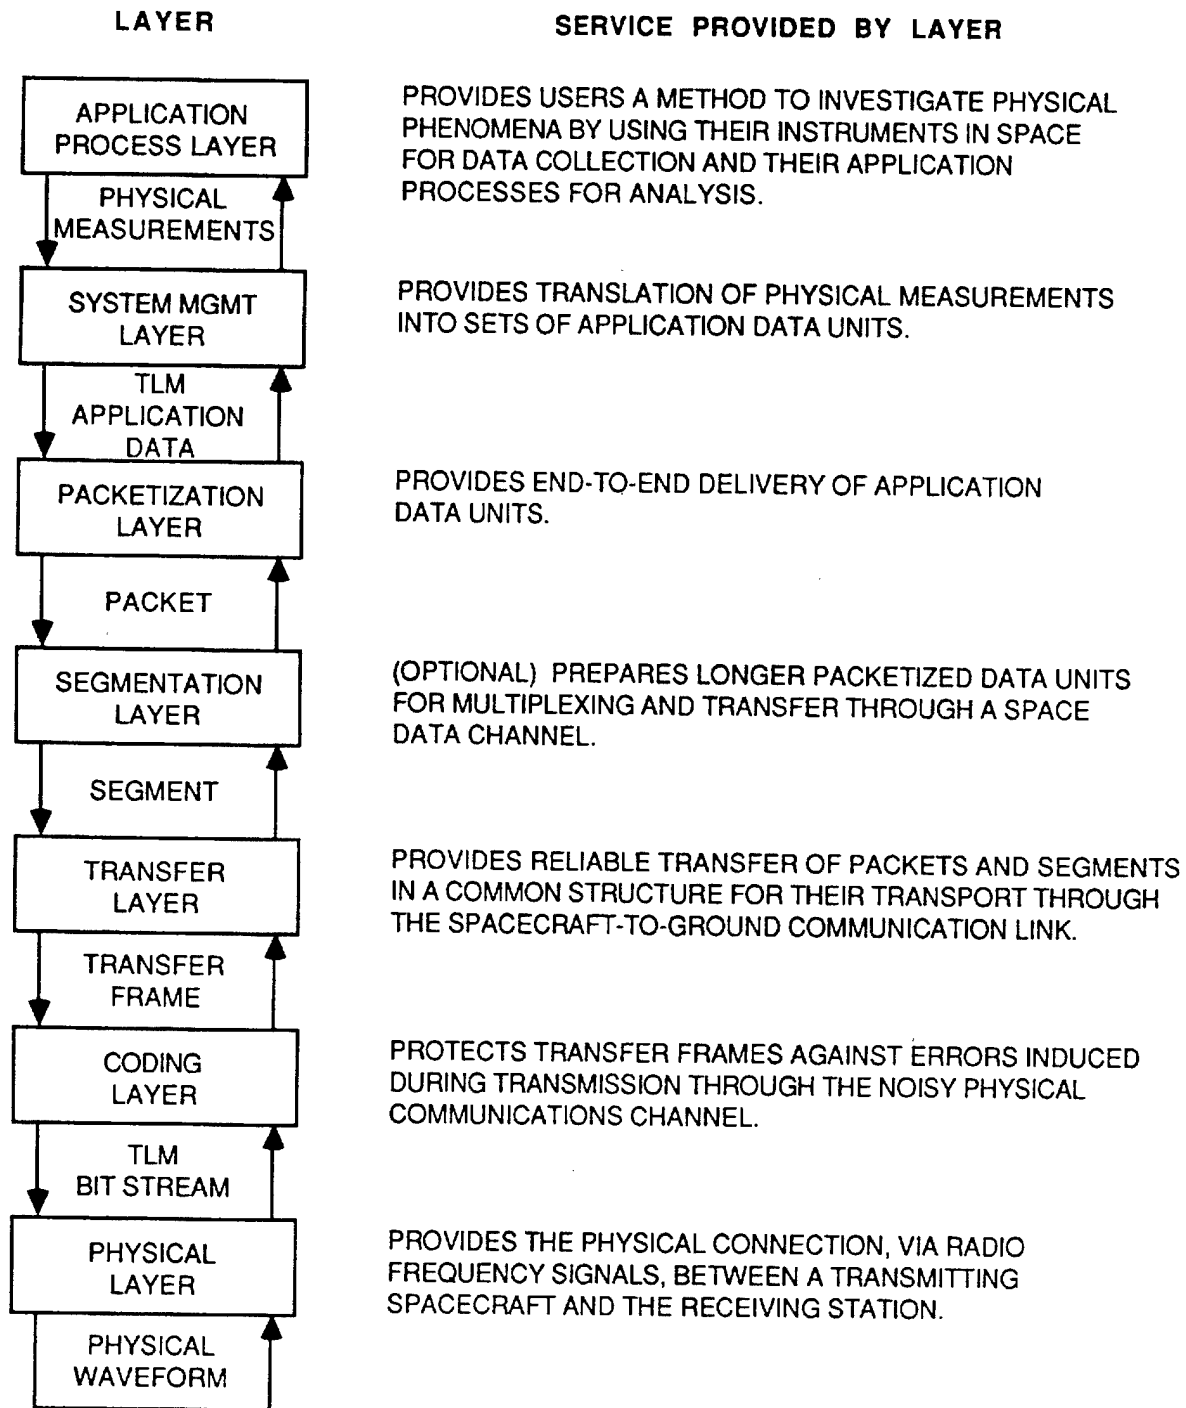 LAYER
SERVICE PROVIDED BY LAYER
APPLICATION
PROCESS LAYER
PROVIDES USERS A METHOD TO INVESTIGATE PHYSICAL
PHENOMENA BY USING THEIR INSTRUMENTS IN SPACE
FOR DATA COLLECTION AND THEIR APPLICATION
PROCESSES FOR ANALYSIS.
PHYSICAL
MEASUREMENTS
SYSTEM MGMT
LAYER
PROVIDES TRANSLATION OF PHYSICAL MEASUREMENTS
INTO SETS OF APPLICATION DATA UNITS.
TLM
APPLICATION
DATA
PACKETIZATION
LAYER
PROVIDES END-TO-END DELIVERY OF APPLICATION
DATA UNITS.
PACKET
SEGMENTATION
LAYER
(OPTIONAL) PREPARES LONGER PACKETIZED DATA UNITS
FOR MULTIPLEXING AND TRANSFER THROUGH A SPACE
DATA CHANNEL.
SEGMENT
TRANSFER
LAYER
PROVIDES RELIABLE TRANSFER OF PACKETS AND SEGMENTS
IN A COMMON STRUCTURE FOR THEIR TRANSPORT THROUGH
THE SPACECRAFT-TO-GROUND COMMUNICATION LINK.
TRANSFER
FRAME
CODING
LAYER
PROTECTS TRANSFER FRAMES AGAINST ERRORS INDUCED
DURING TRANSMISSION THROUGH THE NOISY PHYSICAL
COMMUNICATIONS CHANNEL.
TLM
BIT STREAM
PHYSICAL
LAYER
PROVIDES THE PHYSICAL CONNECTION, VIA RADIO
FREQUENCY SIGNALS, BETWEEN A TRANSMITTING
SPACECRAFT AND THE RECEIVING STATION.
PHYSICAL
WAVEFORM